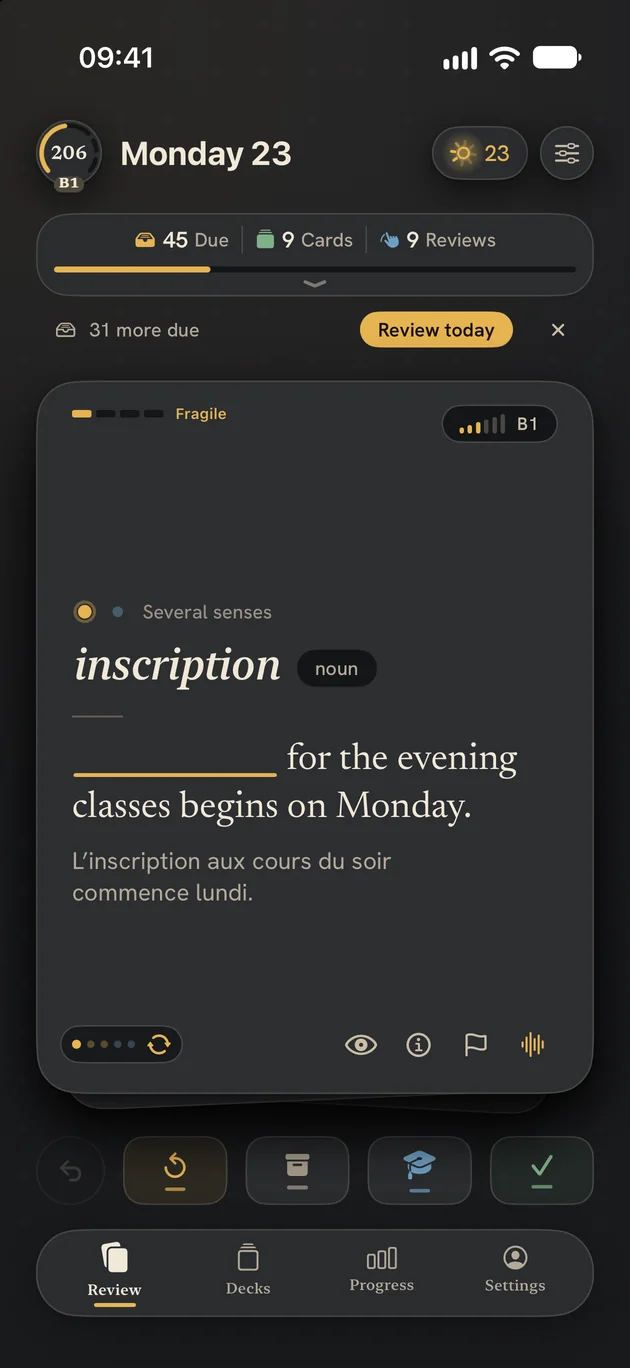 09:41
206
B1
Monday 23
23
45 Due
9 Cards
9 Reviews
31 more due
Review today
Fragile
B1
Several senses
inscription
noun
for the evening
classes begins on Monday.
L’inscription aux cours du soir
commence lundi.
Review
Decks
Progress
Settings